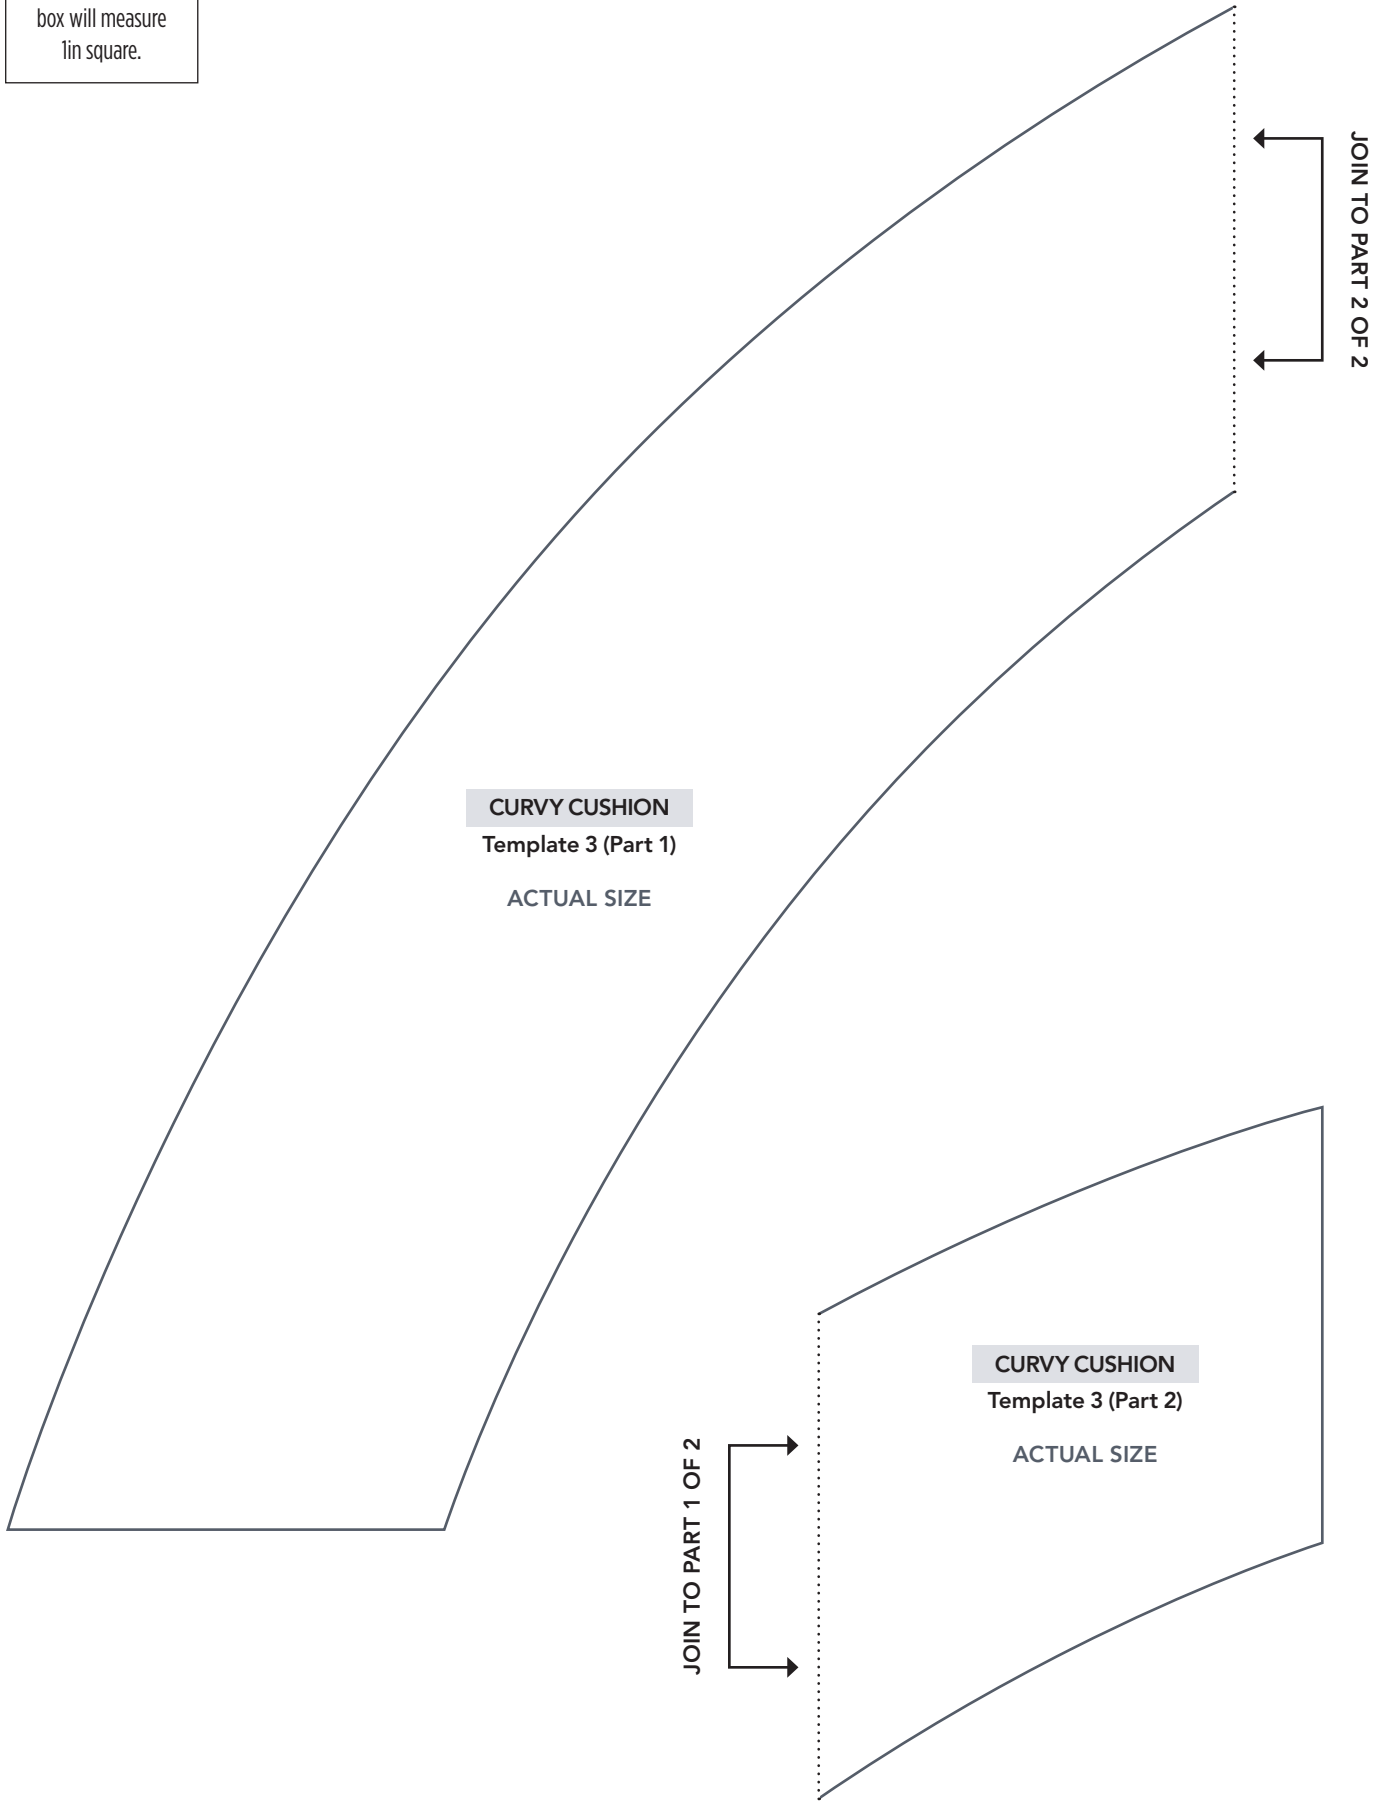 box will measure
1in square.
JOIN TO PART 2 OF 2
CURVY CUSHION
Template 3 (Part 1)
ACTUAL SIZE
CURVY CUSHION
Template 3 (Part 2)
ACTUAL SIZE
JOIN TO PART 1 OF 2